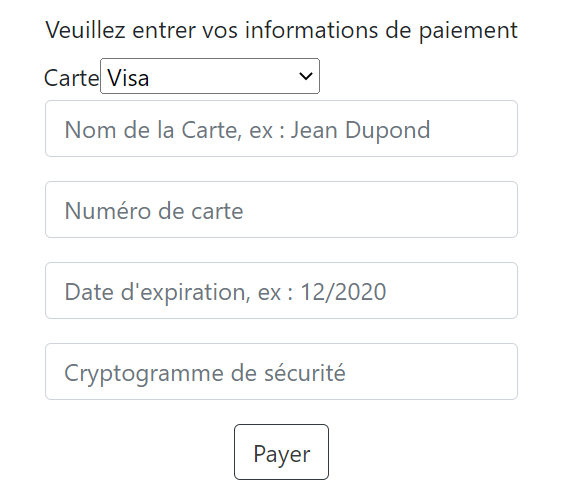 Veuillez entrer vos informations de paiement
Carte Visa
Nom de la Carte, ex : Jean Dupond
Numéro de carte
Date d'expiration, ex : 12/2020
Cryptogramme de sécurité
Payer